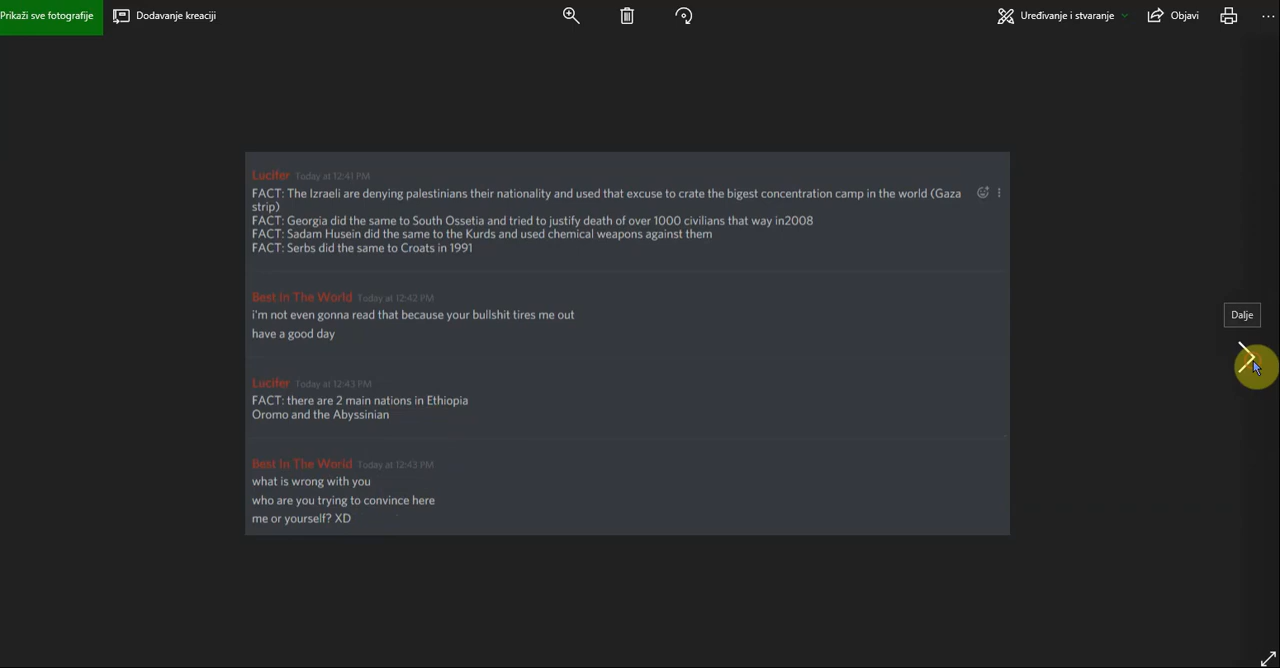 Prikaži sve fotografije
Dodavanje kreaciji
Uređivanje i stvaranje
Objavi
Lucifer Today at 12:41 PM
FACT: The Izraeli are denying palestinians their nationality and used that excuse to crate the bigest concentration camp in the world (Gaza
strip)
FACT: Georgia did the same to South Ossetia and tried to justify death of over 1000 civilians that way in2008
FACT: Sadam Husein did the same to the Kurds and used chemical weapons against them
FACT: Serbs did the same to Croats in 1991
Best In The World Today at 12:42 PM
i'm not even gonna read that because your bullshit tires me out
have a good day
Dalje
Lucifer Today at 12:43 PM
FACT: there are 2 main nations in Ethiopia
Oromo and the Abyssinian
Best In The World Today at 12:43 PM
what is wrong with you
who are you trying to convince here
me or yourself? XD